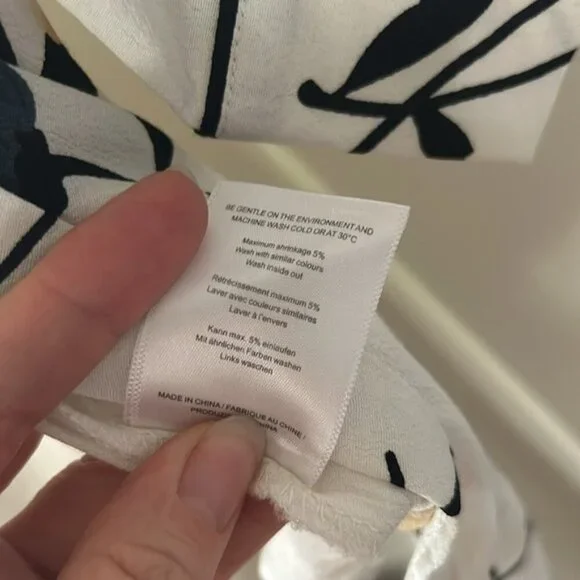 BE GENTLE ON THE ENVIRONMENT AND
MACHINE WASH COLD OR AT 30°C
Maximum shrinkage 5%
Wash with similar colours
Wash inside out
Rétrécissement maximum 5%
Laver avec couleurs similaires
Laver à l'envers
Kann max. 5% einlaufen
Mit ähnlichen Farben washen
Links waschen
MADE IN CHINA / FABRIQUE AU CHINE /